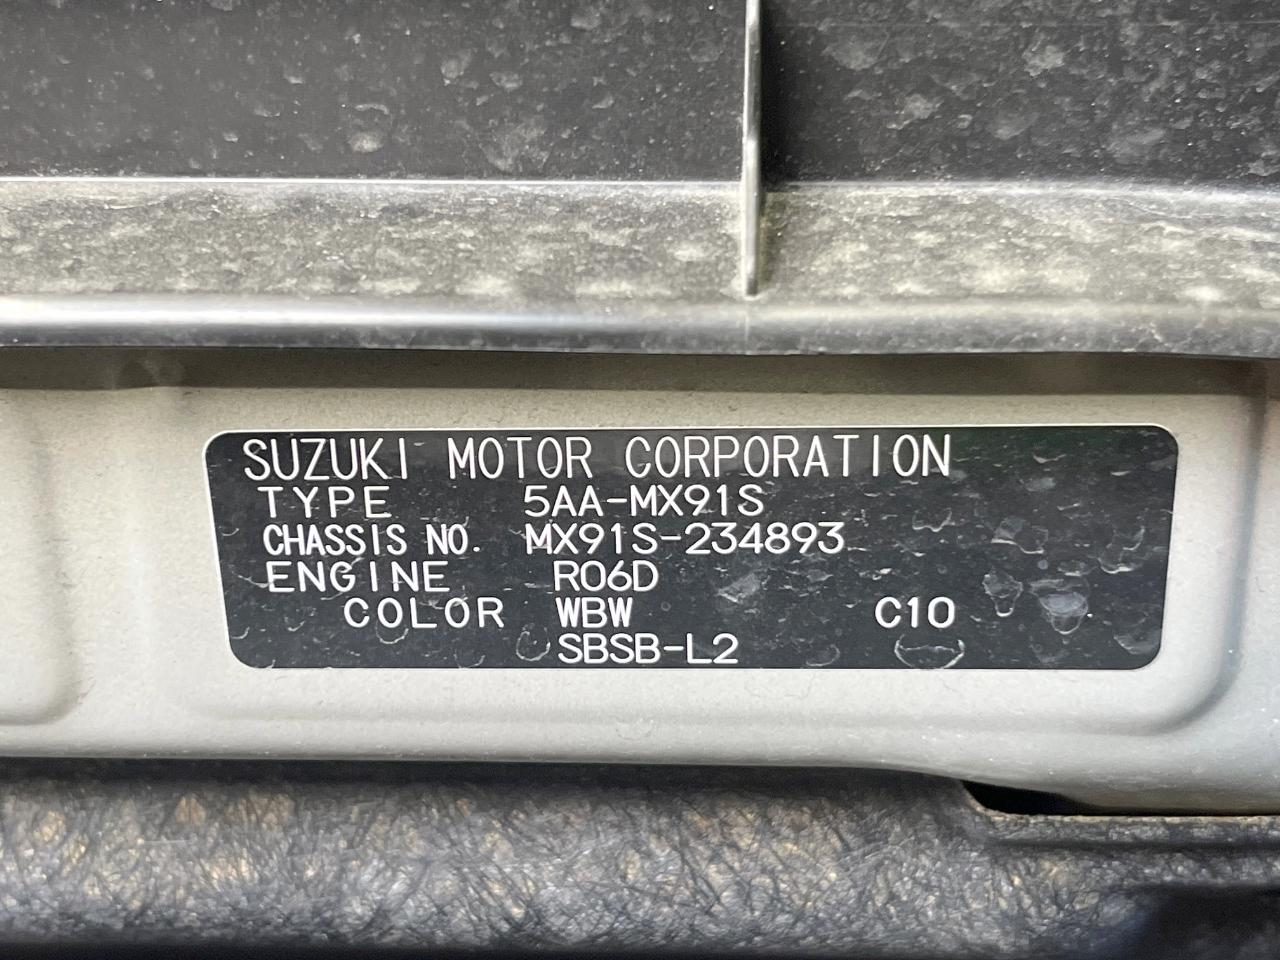 SUZUKI MOTOR CORPORATION
TYPE 5AA-MX91S
CHASSIS NO. MX91S-234893
ENGINE R06D
COLOR WBW C10
SBSB-L2